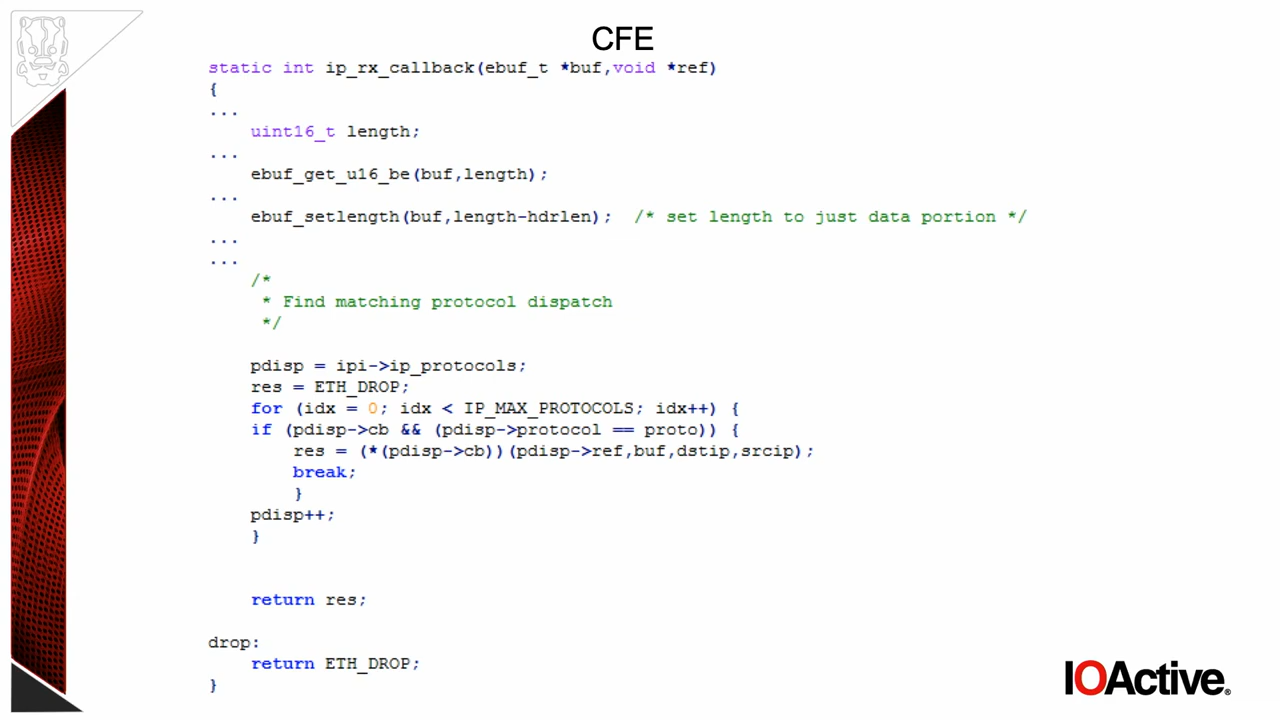 CFE
static int ip_rx_callback(ebuf_t *buf,void *ref)
{
...
    uint16_t length;
...
    ebuf_get_u16_be(buf,length);
...
    ebuf_setlength(buf,length-hdrlen);  /* set length to just data portion */
...
...
    /*
     * Find matching protocol dispatch
     */
    pdisp = ipi->ip_protocols;
    res = ETH_DROP;
    for (idx = 0; idx < IP_MAX_PROTOCOLS; idx++) {
    if (pdisp->cb && (pdisp->protocol == proto)) {
        res = (*(pdisp->cb))(pdisp->ref,buf,dstip,srcip);
        break;
        }
    pdisp++;
    }
    return res;
drop:
    return ETH_DROP;
}
IOActive®